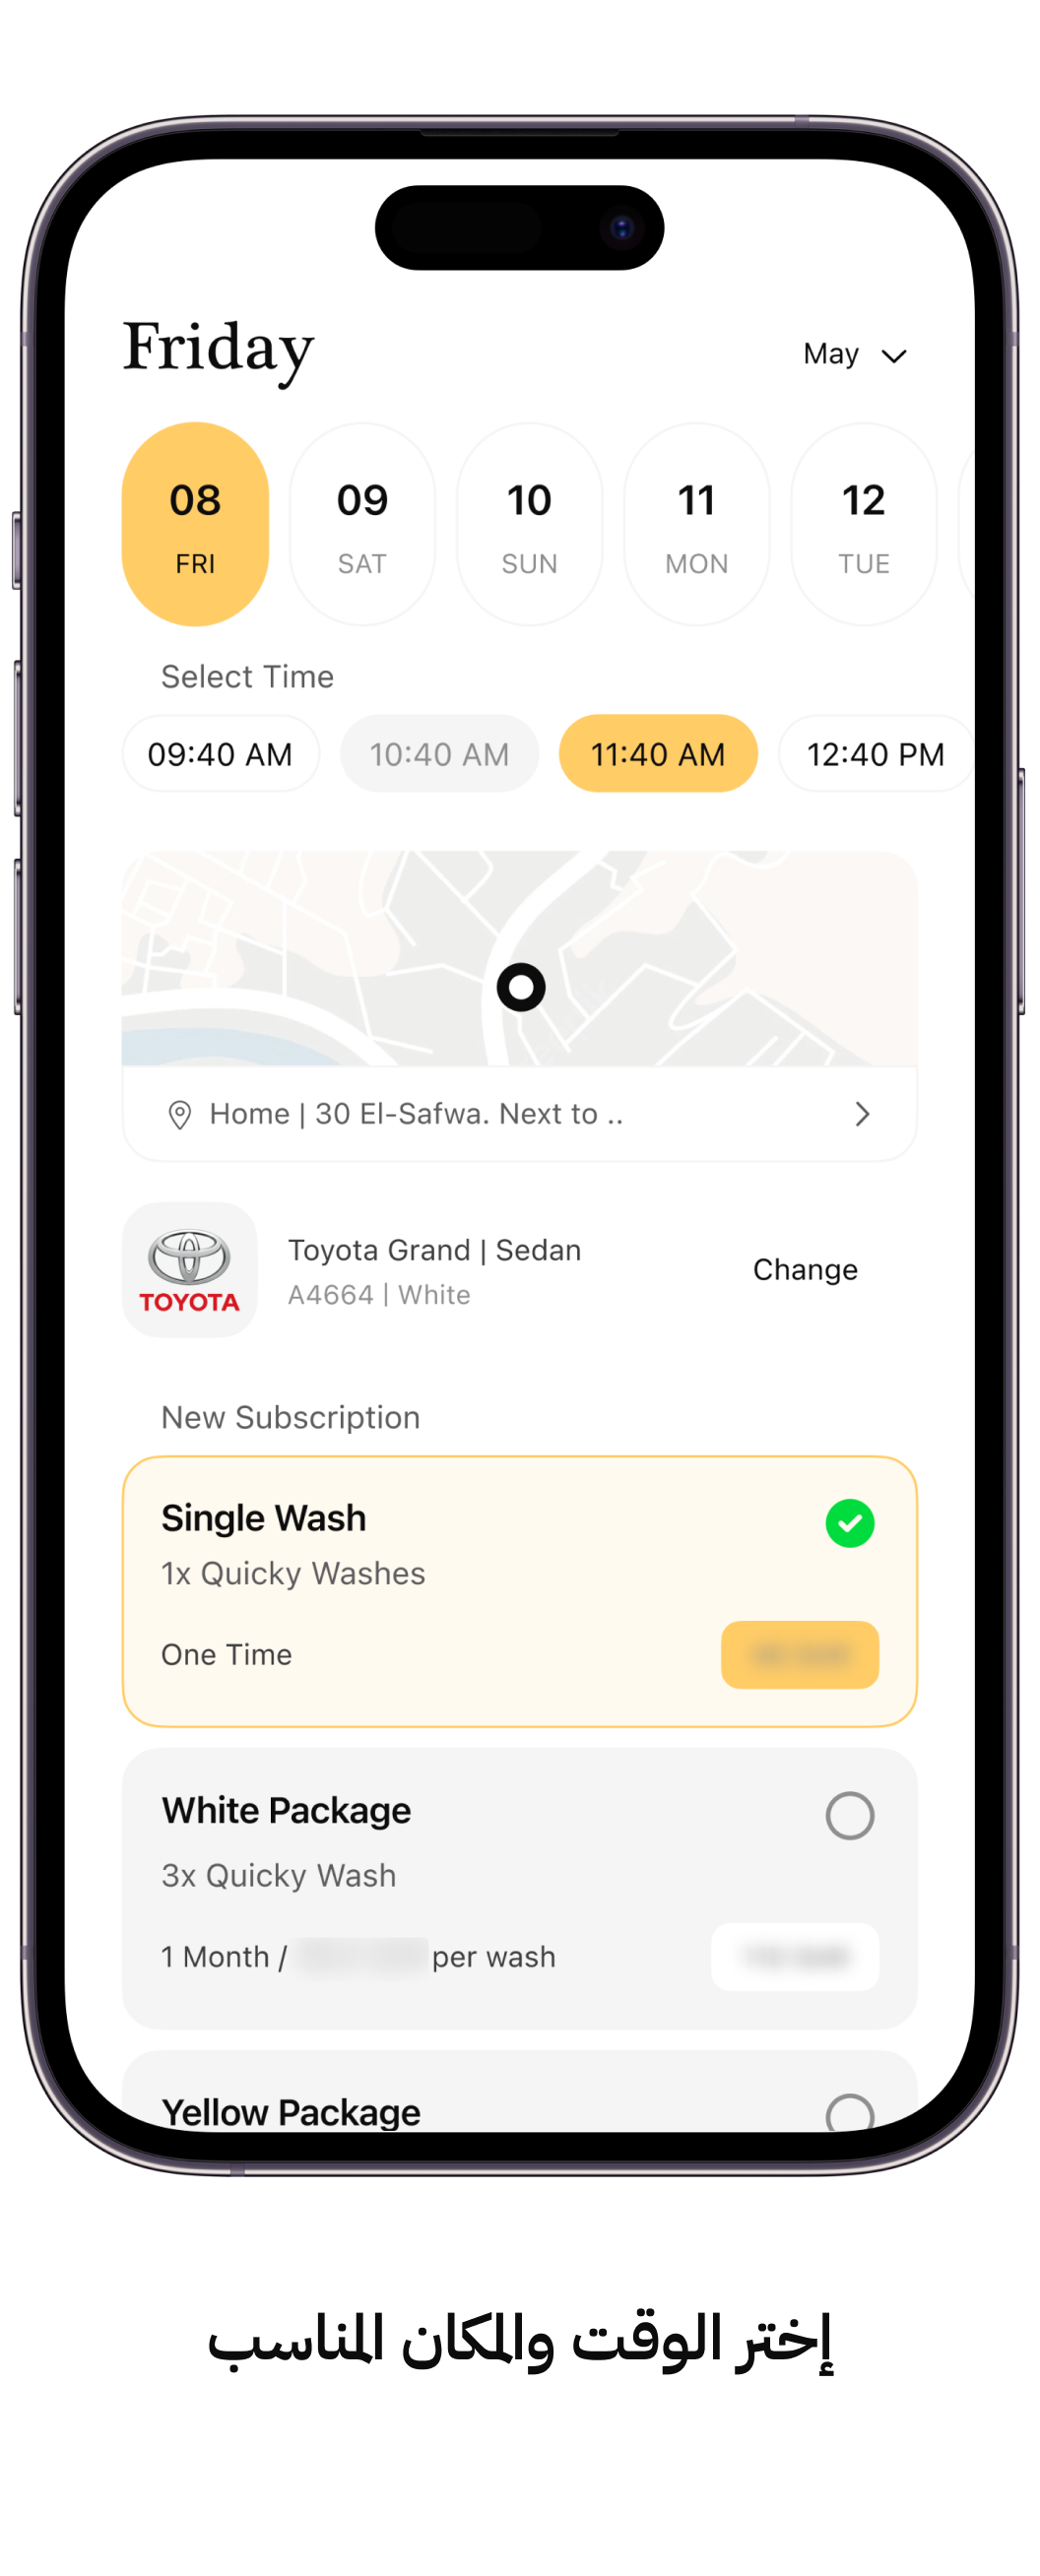 Friday
May
08 09 10 11 12
FRI SAT SUN MON TUE
Select Time
09:40 AM 10:40 AM 11:40 AM 12:40 PM
Home | 30 El-Safwa. Next to ..
TOYOTA
Toyota Grand | Sedan
A4664 | White
Change
New Subscription
Single Wash
1x Quicky Washes
One Time
White Package
3x Quicky Wash
1 Month / per wash
Yellow Package
إختر الوقت والمكان المناسب